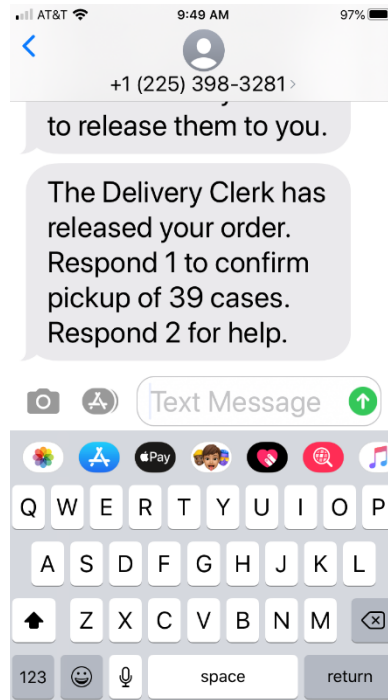 AT&T 9:49 AM 97%
+1 (225) 398-3281
to release them to you.
The Delivery Clerk has
released your order.
Respond 1 to confirm
pickup of 39 cases.
Respond 2 for help.
Text Message
Pay
Q W E R T Y U I O P
A S D F G H J K L
Z X C V B N M
123 space return